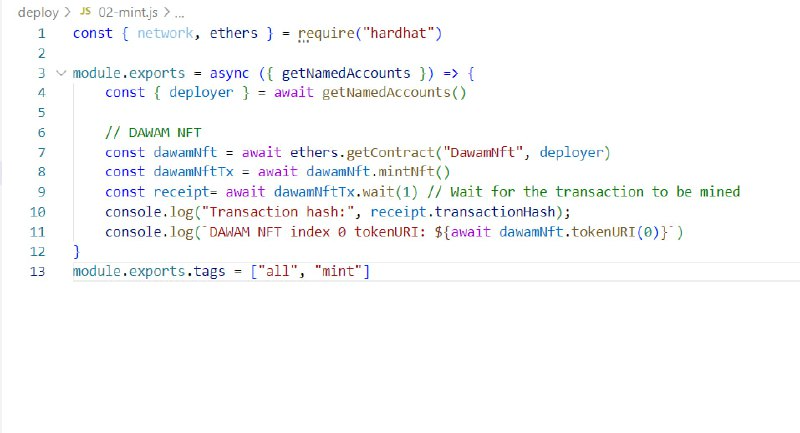 deploy > JS 02-mint.js > ...
1 const { network, ethers } = require("hardhat")
2
3 module.exports = async ({ getNamedAccounts }) => {
4     const { deployer } = await getNamedAccounts()
5
6     // DAWAM NFT
7     const dawamNft = await ethers.getContract("DawamNft", deployer)
8     const dawamNftTx = await dawamNft.mintNft()
9     const receipt= await dawamNftTx.wait(1) // Wait for the transaction to be mined
10     console.log("Transaction hash:", receipt.transactionHash);
11     console.log(`DAWAM NFT index 0 tokenURI: ${await dawamNft.tokenURI(0)}`)
12 }
13 module.exports.tags = ["all", "mint"]